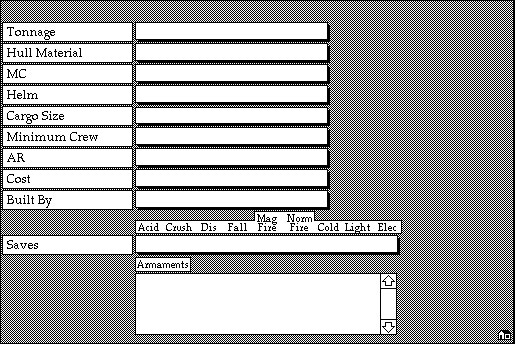 Tonnage
Hull Material
MC
Helm
Cargo Size
Minimum Crew
AR
Cost
Built By
Mag Norm
Acid Crush Dis Fall Fire Fire Cold Light Elec
Saves
Armaments